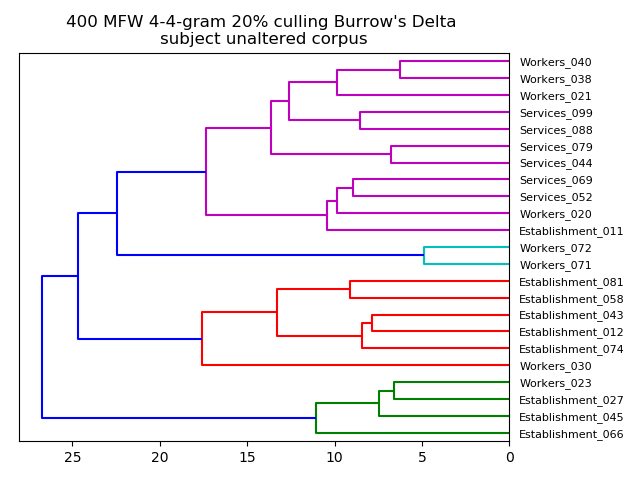 400 MFW 4-4-gram 20% culling Burrow's Delta
subject unaltered corpus
Workers_040
Workers_038
Workers_021
Services_099
Services_088
Services_079
Services_044
Services_069
Services_052
Workers_020
Establishment_011
Workers_072
Workers_071
Establishment_081
Establishment_058
Establishment_043
Establishment_012
Establishment_074
Workers_030
Workers_023
Establishment_027
Establishment_045
Establishment_066
25 20 15 10 5 0